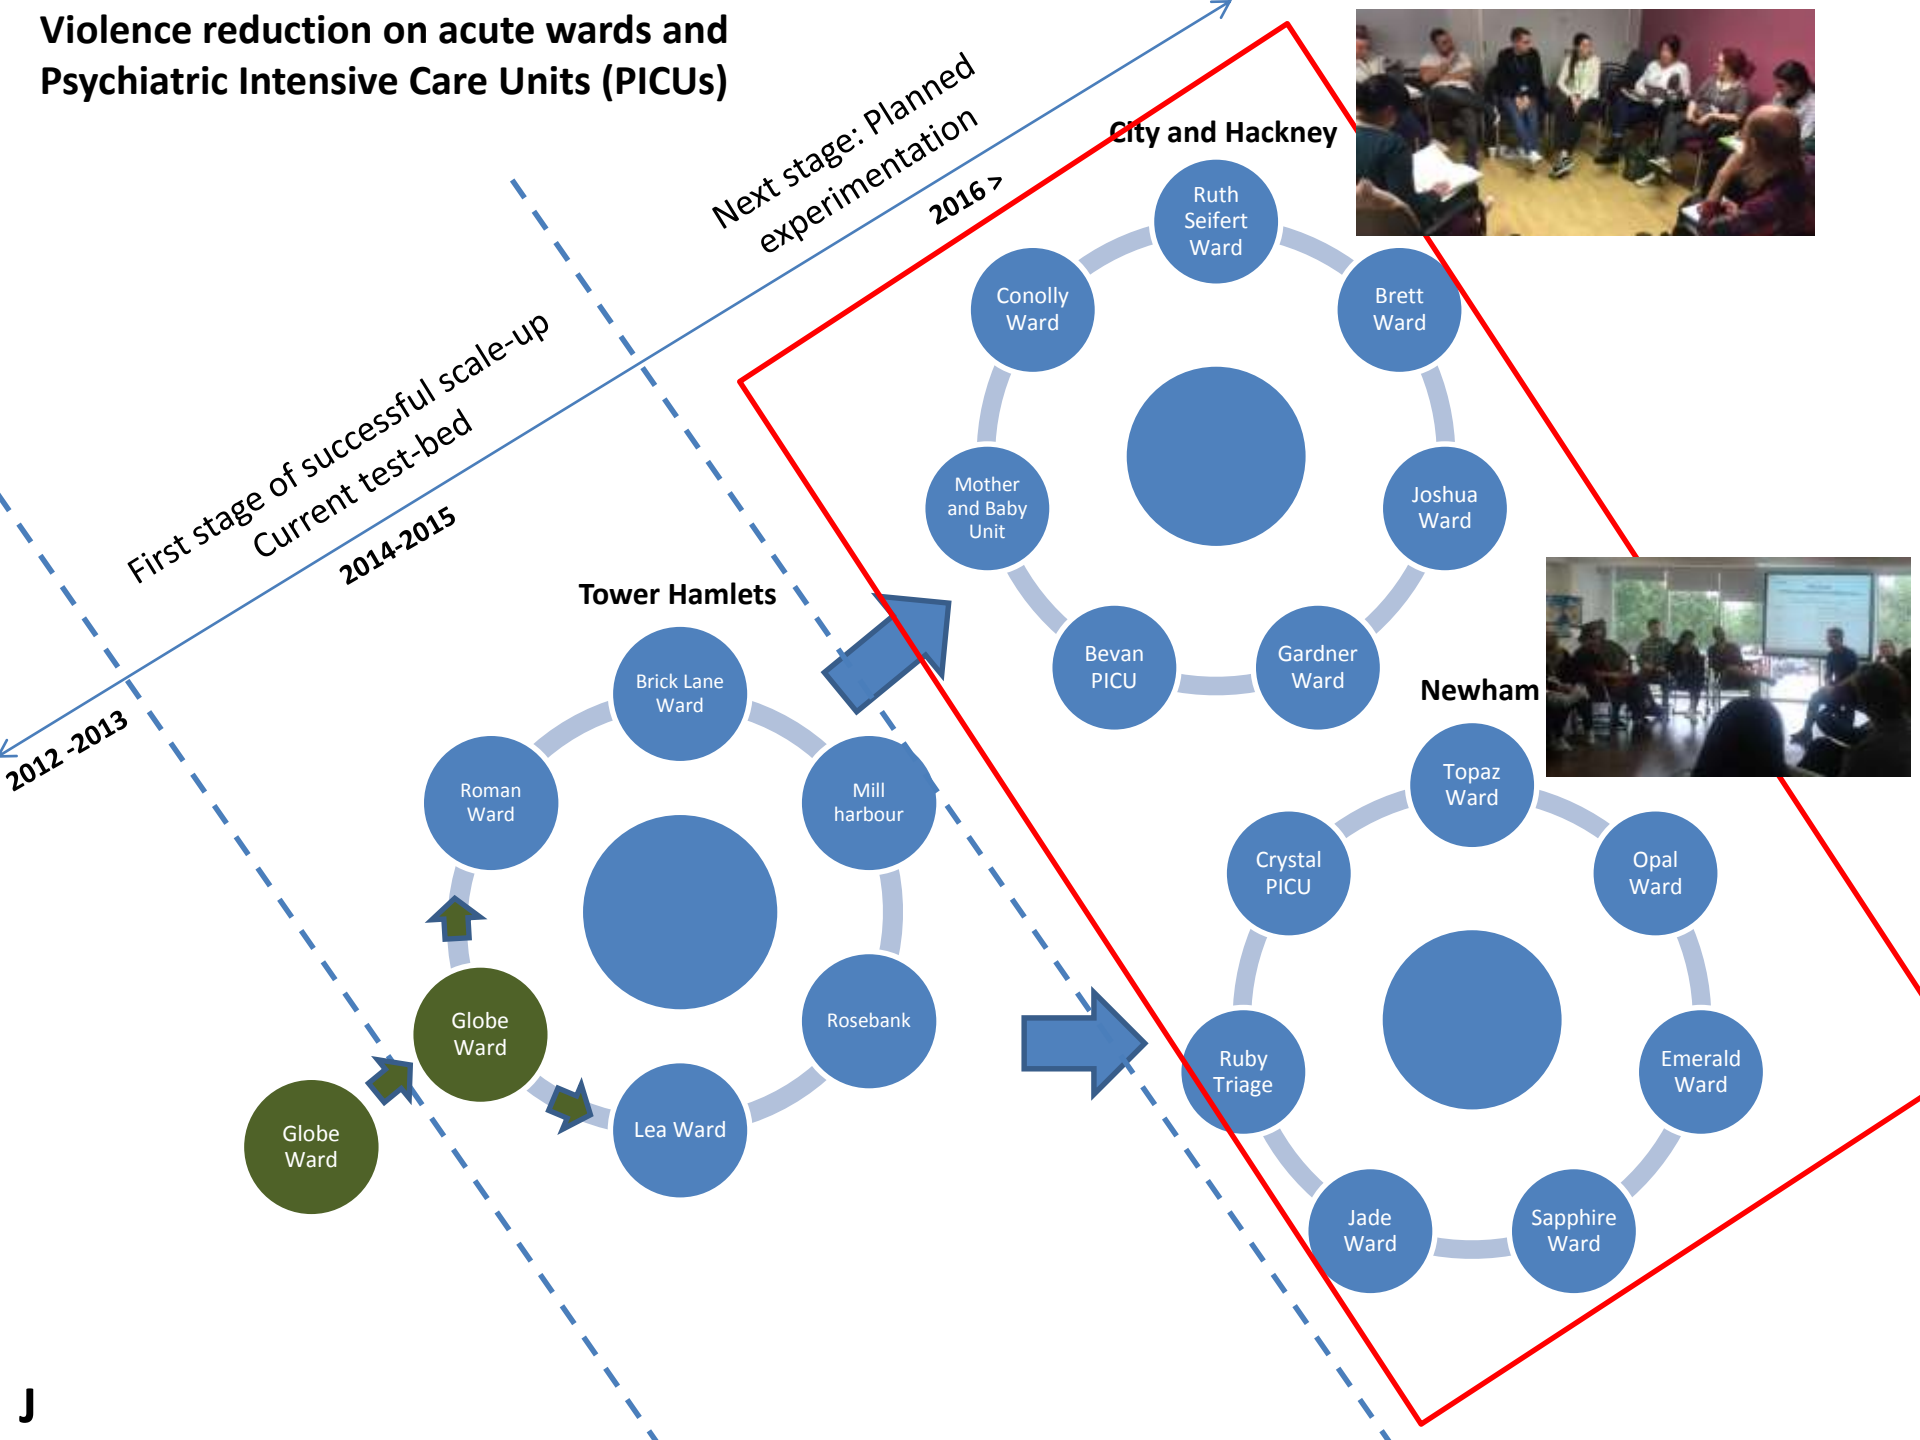 Violence reduction on acute wards and
Psychiatric Intensive Care Units (PICUs)
Next stage: Planned
experimentation
2016 >
First stage of successful scale-up
Current test-bed
2014-2015
2012 -2013
City and Hackney
Ruth
Seifert
Ward
Brett
Ward
Joshua
Ward
Gardner
Ward
Bevan
PICU
Mother
and Baby
Unit
Conolly
Ward
Tower Hamlets
Brick Lane
Ward
Mill
harbour
Rosebank
Lea Ward
Globe
Ward
Roman
Ward
Globe
Ward
Newham
Topaz
Ward
Opal
Ward
Emerald
Ward
Sapphire
Ward
Jade
Ward
Ruby
Triage
Crystal
PICU
J